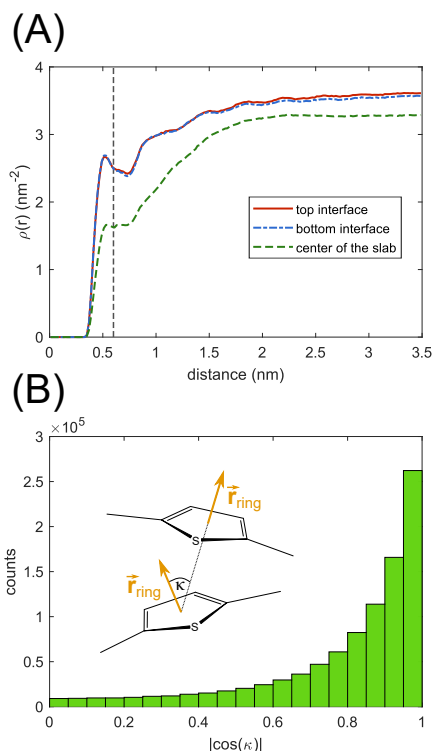 (A)
4
3
2
1
0
ρ(r) (nm⁻²)
top interface
bottom interface
center of the slab
0 0.5 1 1.5 2 2.5 3 3.5
distance (nm)
(B)
×10⁵
3
2.5
2
1.5
1
0.5
0
counts
r⃗ring
S
r⃗ring
κ
S
0 0.2 0.4 0.6 0.8 1
|cos(κ)|